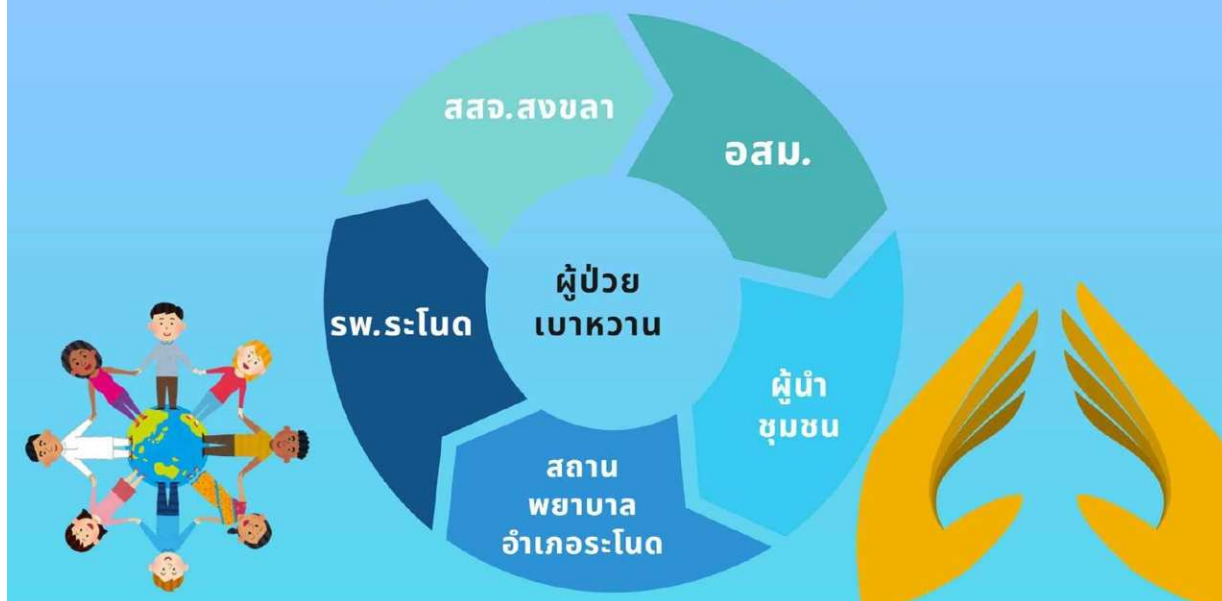 สสจ.สงขลา
อสม.
รพ.ระโนด
ผู้ป่วย
เบาหวาน
ผู้นำ
ชุมชน
สถาน
พยาบาล
อำเภอระโนด